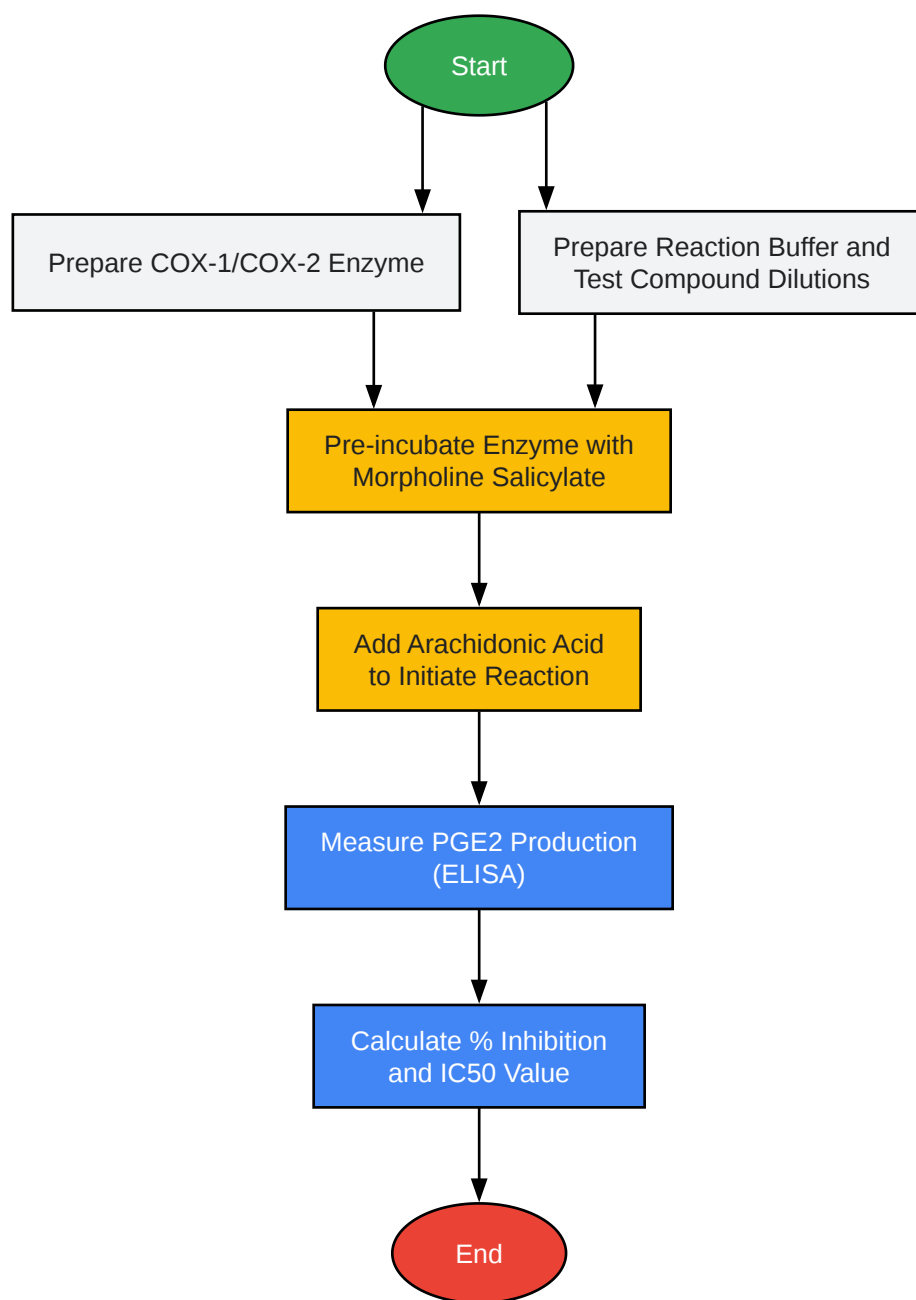 Start
Prepare COX-1/COX-2 Enzyme
Prepare Reaction Buffer and
Test Compound Dilutions
Pre-incubate Enzyme with
Morpholine Salicylate
Add Arachidonic Acid
to Initiate Reaction
Measure PGE2 Production
(ELISA)
Calculate % Inhibition
and IC50 Value
End